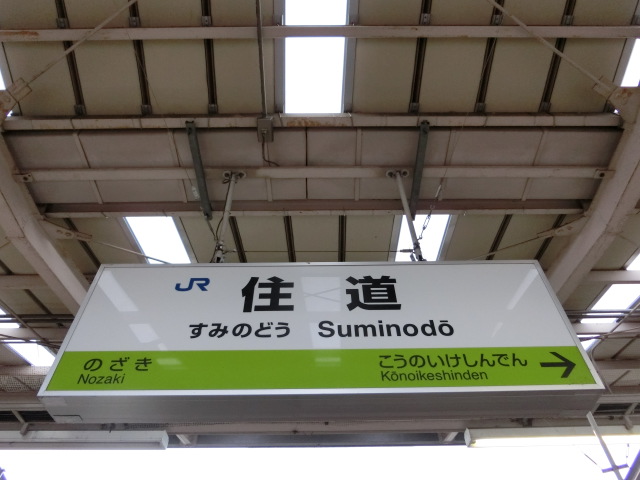 JR 住道
すみのどう Suminodō
のざき こうのいけしんでん →
Nozaki Kōnoikeshinden